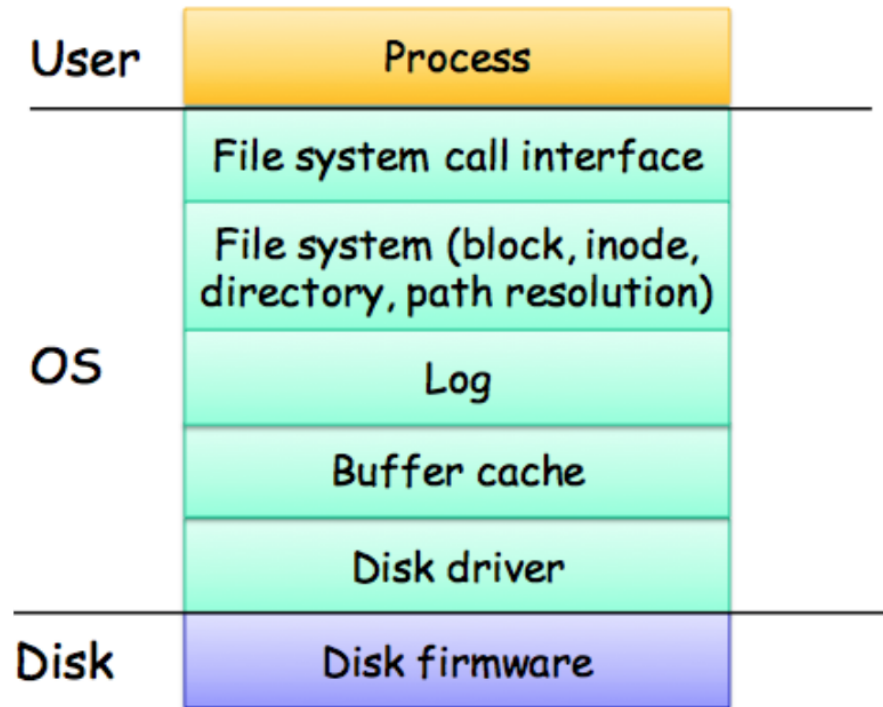 User
Process
File system call interface
File system (block, inode,
directory, path resolution)
OS
Log
Buffer cache
Disk driver
Disk
Disk firmware